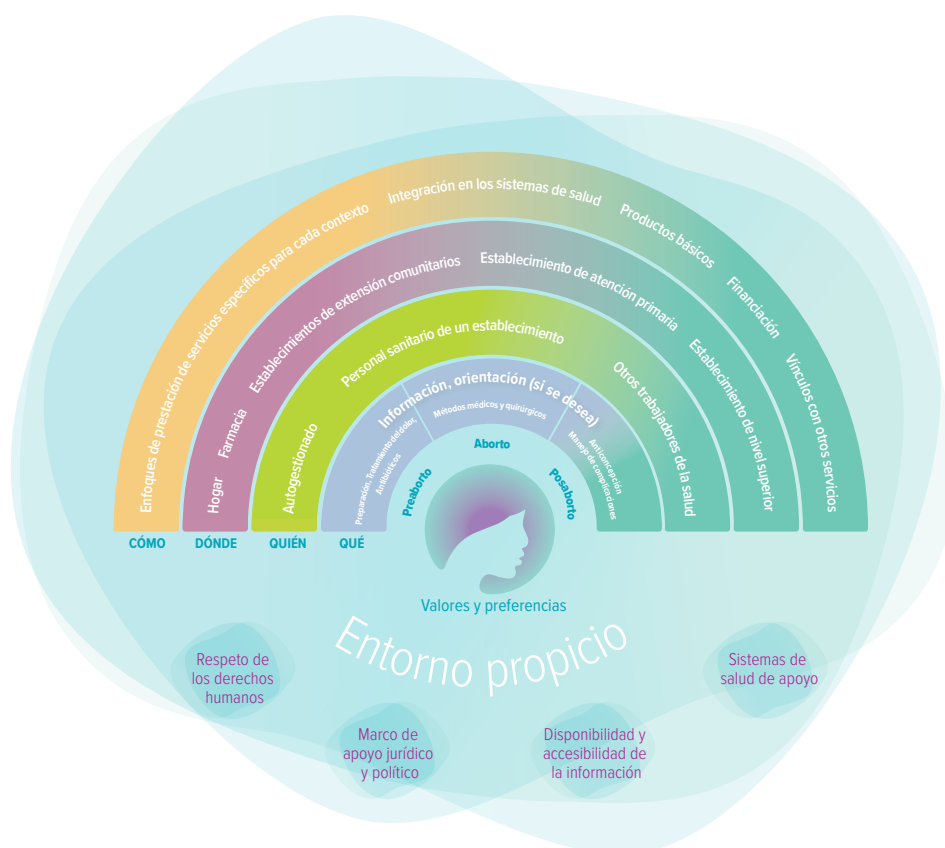 Enfoques de prestación de servicios específicos para cada contexto
Integración en los sistemas de salud
Productos básicos
Financiación
Vínculos con otros servicios
Hogar
Farmacia
Establecimientos de extensión comunitarios
Establecimiento de atención primaria
Establecimiento de nivel superior
Autogestionado
Personal sanitario de un establecimiento
Otros trabajadores de la salud
Información, orientación (si se desea)
Preparación, Tratamiento del dolor,
Antibióticos
Métodos médicos y quirúrgicos
Anticoncepción
Manejo de complicaciones
Preaborto
Aborto
Posaborto
CÓMO
DÓNDE
QUIÉN
QUÉ
Valores y preferencias
Entorno propicio
Respeto de
los derechos
humanos
Marco de
apoyo jurídico
y político
Disponibilidad y
accesibilidad de
la información
Sistemas de
salud de apoyo